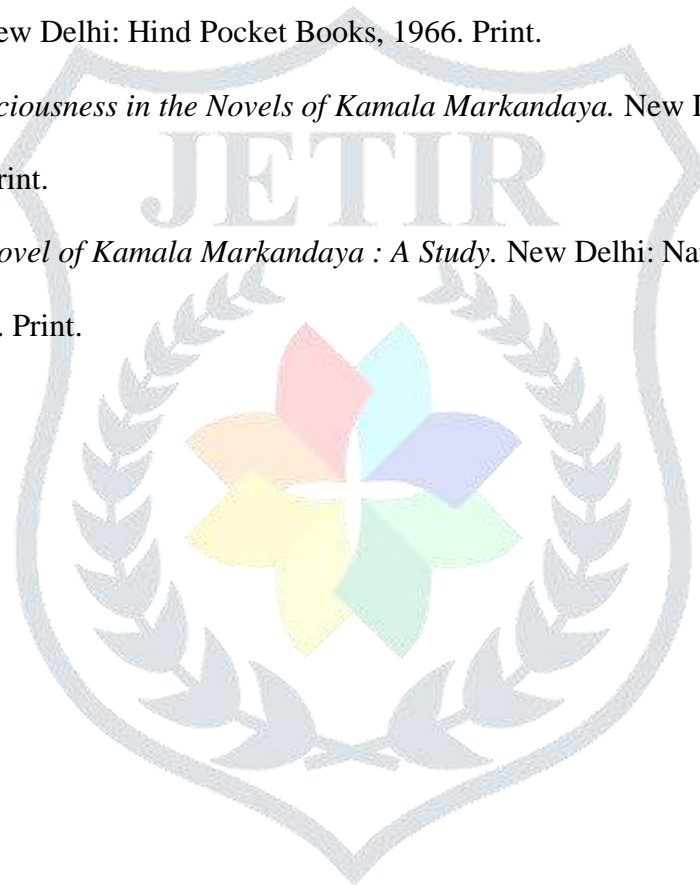 ew Delhi: Hind Pocket Books, 1966. Print.
ciousness in the Novels of Kamala Markandaya. New
JETIR
rint.
ovel of Kamala Markandaya : A Study. New Delhi: Na
. Print.